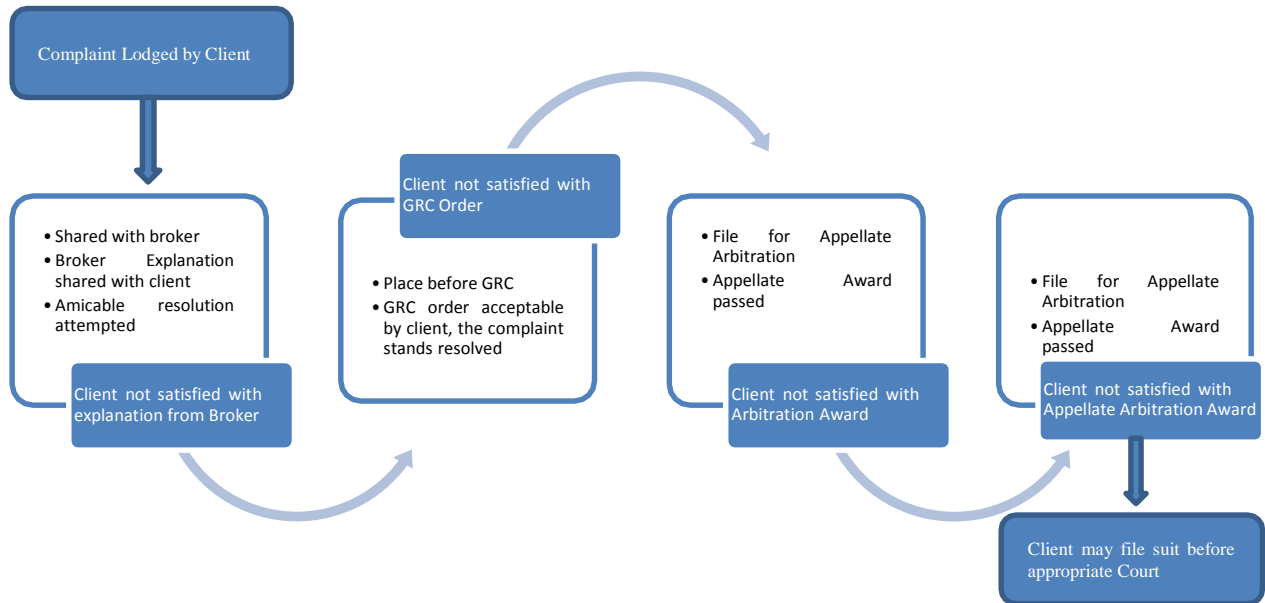 Complaint Lodged by Client
• Shared with broker
• Broker Explanation
shared with client
• Amicable resolution
attempted
Client not satisfied with
explanation from Broker
Client not satisfied with
GRC Order
• Place before GRC
• GRC order acceptable
by client, the complaint
stands resolved
• File for Appellate
Arbitration
• Appellate Award
passed
Client not satisfied with
Arbitration Award
• File for Appellate
Arbitration
• Appellate Award
passed
Client not satisfied with
Appellate Arbitration Award
Client may file suit before
appropriate Court